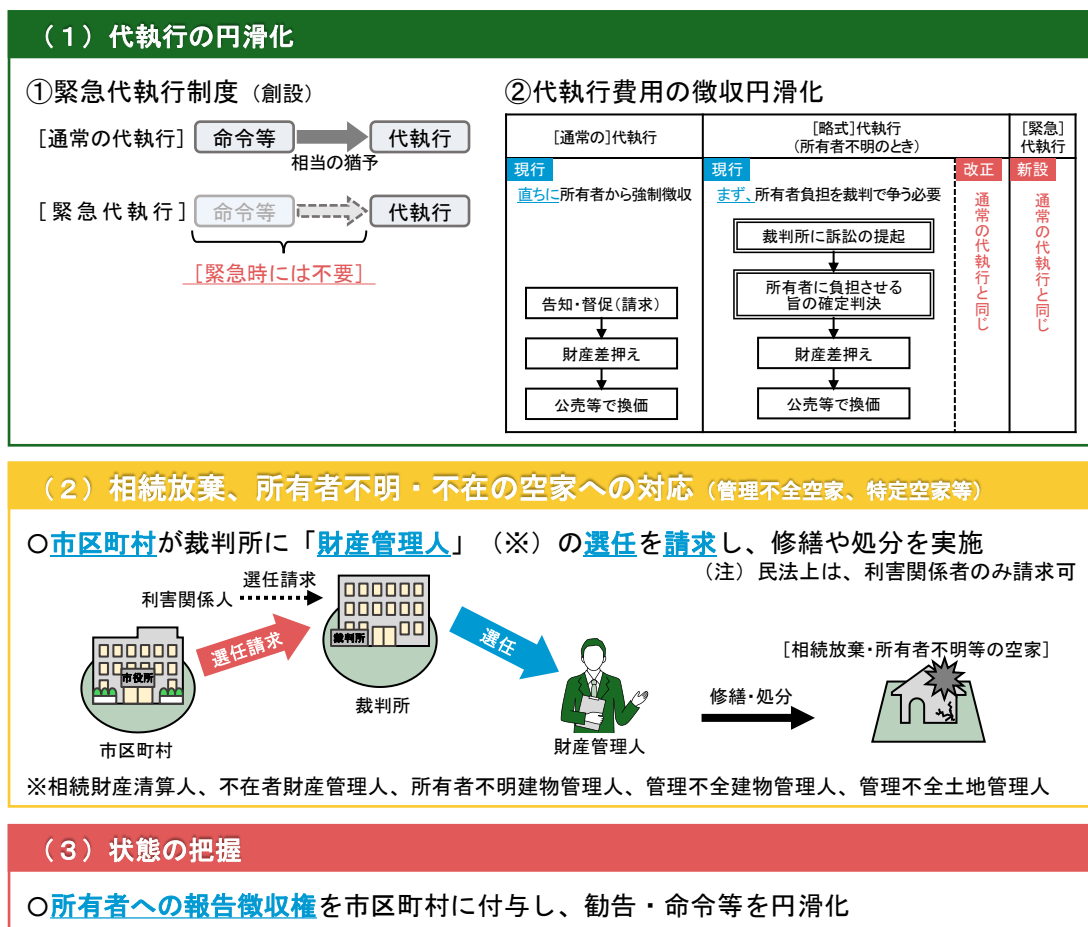 （１）代執行の円滑化
①緊急代執行制度（創設）
[通常の代執行] 命令等 代執行
相当の猶予
[緊急代執行] 命令等 代執行
[緊急時には不要]
②代執行費用の徴収円滑化
[通常の]代執行
現行
直ちに所有者から強制徴収
告知・督促（請求）
財産差押え
公売等で換価
[略式]代執行
（所有者不明のとき）
現行
まず、所有者負担を裁判で争う必要
裁判所に訴訟の提起
所有者に負担させる
旨の確定判決
財産差押え
公売等で換価
改正
通常の代執行と同じ
[緊急]
代執行
新設
通常の代執行と同じ
（２）相続放棄、所有者不明・不在の空家への対応（管理不全空家、特定空家等）
○市区町村が裁判所に「財産管理人」（※）の選任を請求し、修繕や処分を実施
（注）民法上は、利害関係者のみ請求可
選任請求
利害関係人
選任請求
市役所
市区町村
裁判所
裁判所
選任
財産管理人
修繕・処分
[相続放棄・所有者不明等の空家]
※相続財産清算人、不在者財産管理人、所有者不明建物管理人、管理不全建物管理人、管理不全土地管理人
（３）状態の把握
○所有者への報告徴収権を市区町村に付与し、勧告・命令等を円滑化